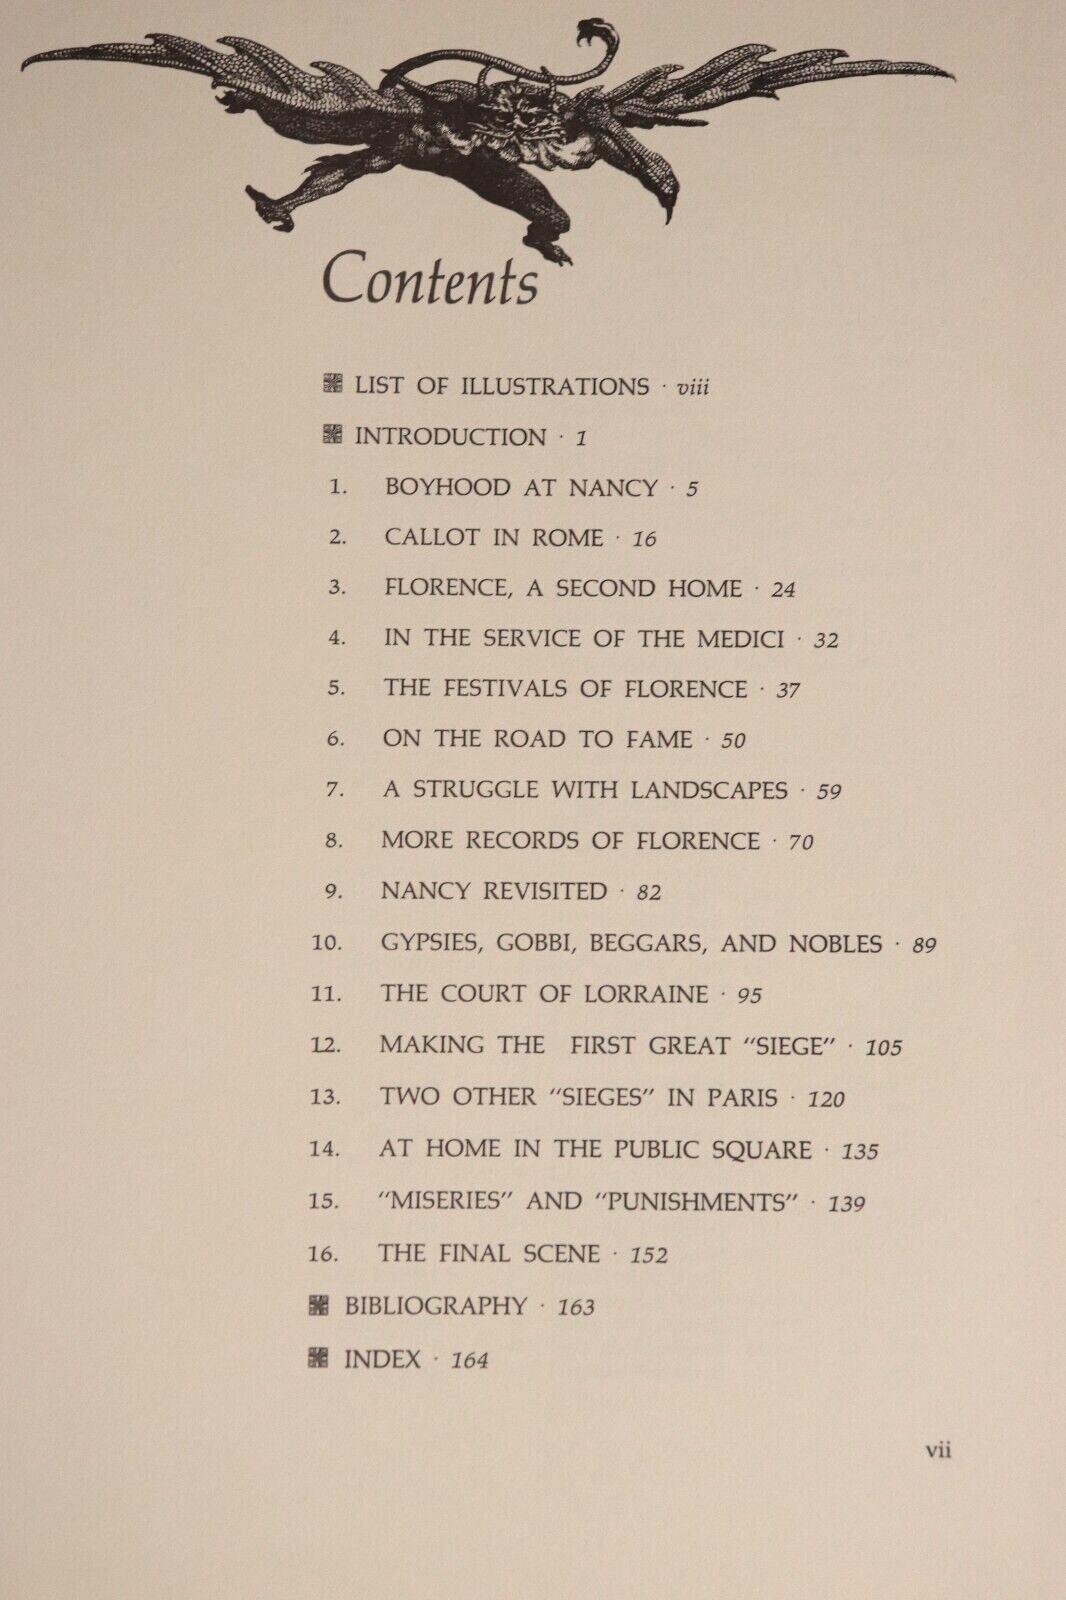 Contents
LIST OF ILLUSTRATIONS · viii
INTRODUCTION · 1
1. BOYHOOD AT NANCY · 5
2. CALLOT IN ROME · 16
3. FLORENCE, A SECOND HOME · 24
4. IN THE SERVICE OF THE MEDICI · 32
5. THE FESTIVALS OF FLORENCE · 37
6. ON THE ROAD TO FAME · 50
7. A STRUGGLE WITH LANDSCAPES · 59
8. MORE RECORDS OF FLORENCE · 70
9. NANCY REVISITED · 82
10. GYPSIES, GOBBI, BEGGARS, AND NOBLES · 89
11. THE COURT OF LORRAINE · 95
12. MAKING THE FIRST GREAT "SIEGE" · 105
13. TWO OTHER "SIEGES" IN PARIS · 120
14. AT HOME IN THE PUBLIC SQUARE · 135
15. "MISERIES" AND "PUNISHMENTS" · 139
16. THE FINAL SCENE · 152
BIBLIOGRAPHY · 163
INDEX · 164
vii